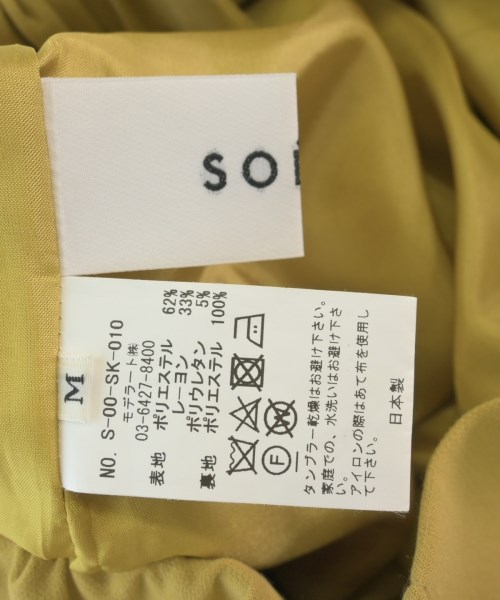 SO
M
NO. S-00-SK-010
モデラート㈱
03-6427-8400
表地 ポリエステル 62%
レーヨン 33%
ポリウレタン 5%
裏地 ポリエステル 100%
F
タンブラー乾燥はお避け下さい。
家庭での、水洗いはお避け下さ
い。
アイロンの際はあて布を使用し
て下さい。
日本製